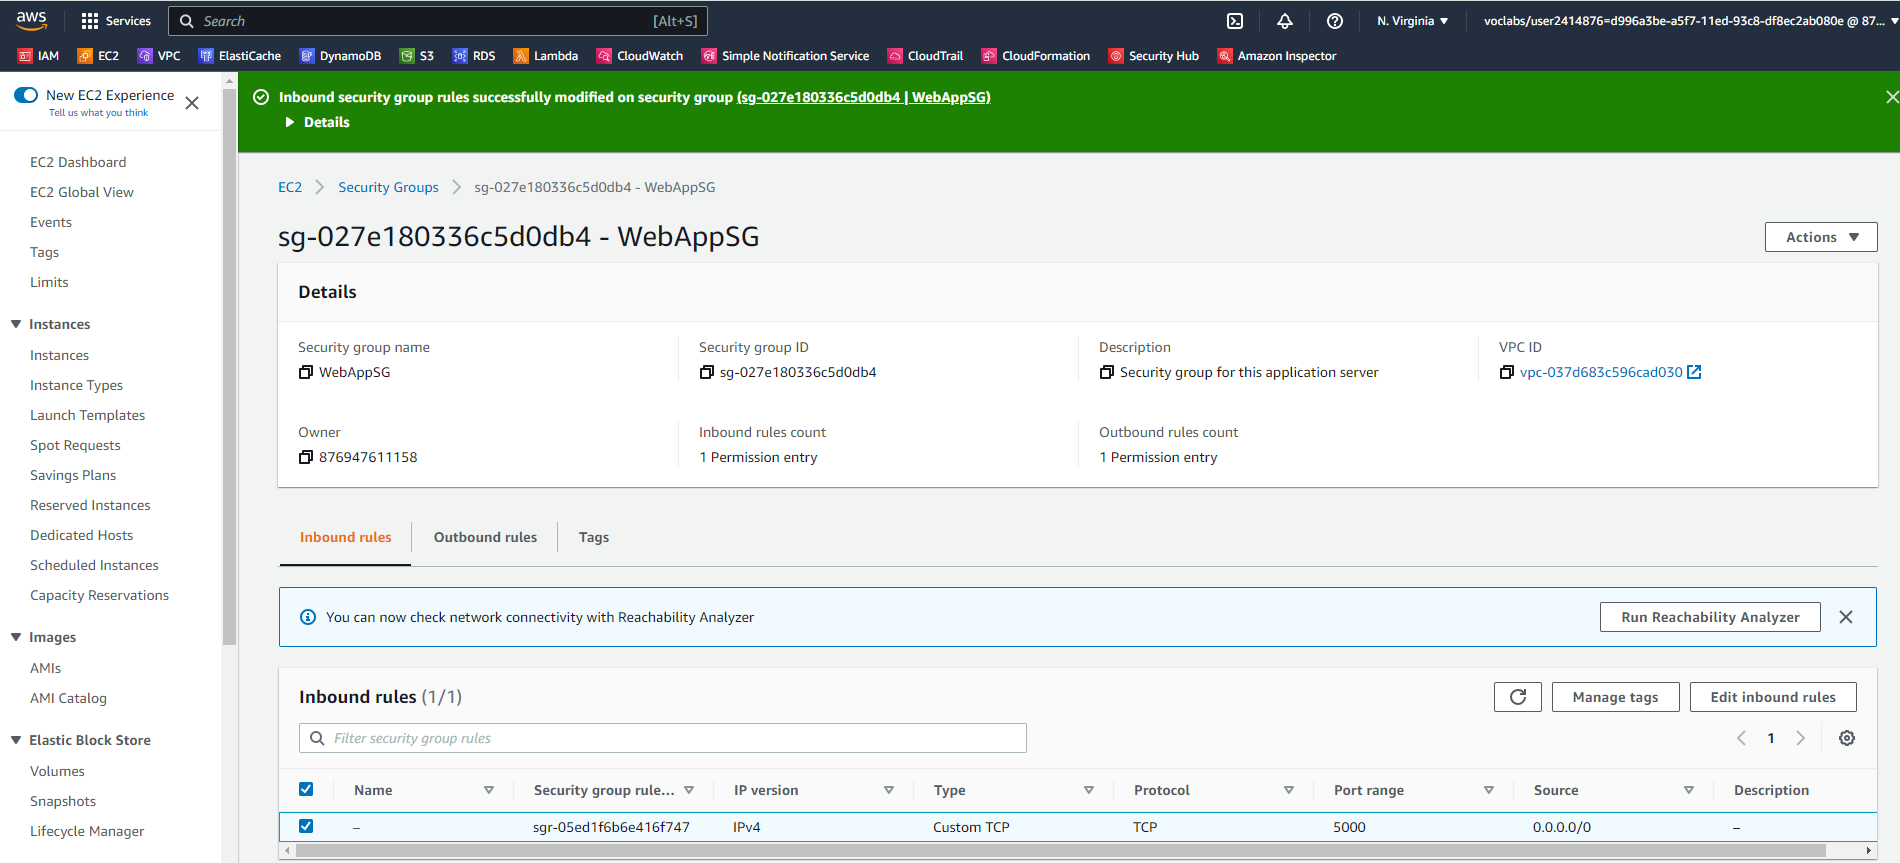 aws
Services
Search
[Alt+S]
N. Virginia
voclabs/user2414876=d996a3be-a5f7-11ed-93c8-df8ec2ab080e @ 87...
IAM EC2 VPC ElastiCache DynamoDB S3 RDS Lambda CloudWatch Simple Notification Service CloudTrail CloudFormation Security Hub Amazon Inspector
New EC2 Experience
Tell us what you think
EC2 Dashboard
EC2 Global View
Events
Tags
Limits
Instances
Instances
Instance Types
Launch Templates
Spot Requests
Savings Plans
Reserved Instances
Dedicated Hosts
Scheduled Instances
Capacity Reservations
Images
AMIs
AMI Catalog
Elastic Block Store
Volumes
Snapshots
Lifecycle Manager
Inbound security group rules successfully modified on security group (sg-027e180336c5d0db4 | WebAppSG)
Details
EC2 > Security Groups > sg-027e180336c5d0db4 - WebAppSG
sg-027e180336c5d0db4 - WebAppSG
Actions
Details
Security group name
WebAppSG
Security group ID
sg-027e180336c5d0db4
Description
Security group for this application server
VPC ID
vpc-037d683c596cad030
Owner
876947611158
Inbound rules count
1 Permission entry
Outbound rules count
1 Permission entry
Inbound rules
Outbound rules
Tags
You can now check network connectivity with Reachability Analyzer
Run Reachability Analyzer
Inbound rules (1/1)
Manage tags
Edit inbound rules
Filter security group rules
1
Name Security group rule... IP version Type Protocol Port range Source Description
– sgr-05ed1f6b6e416f747 IPv4 Custom TCP TCP 5000 0.0.0.0/0 –